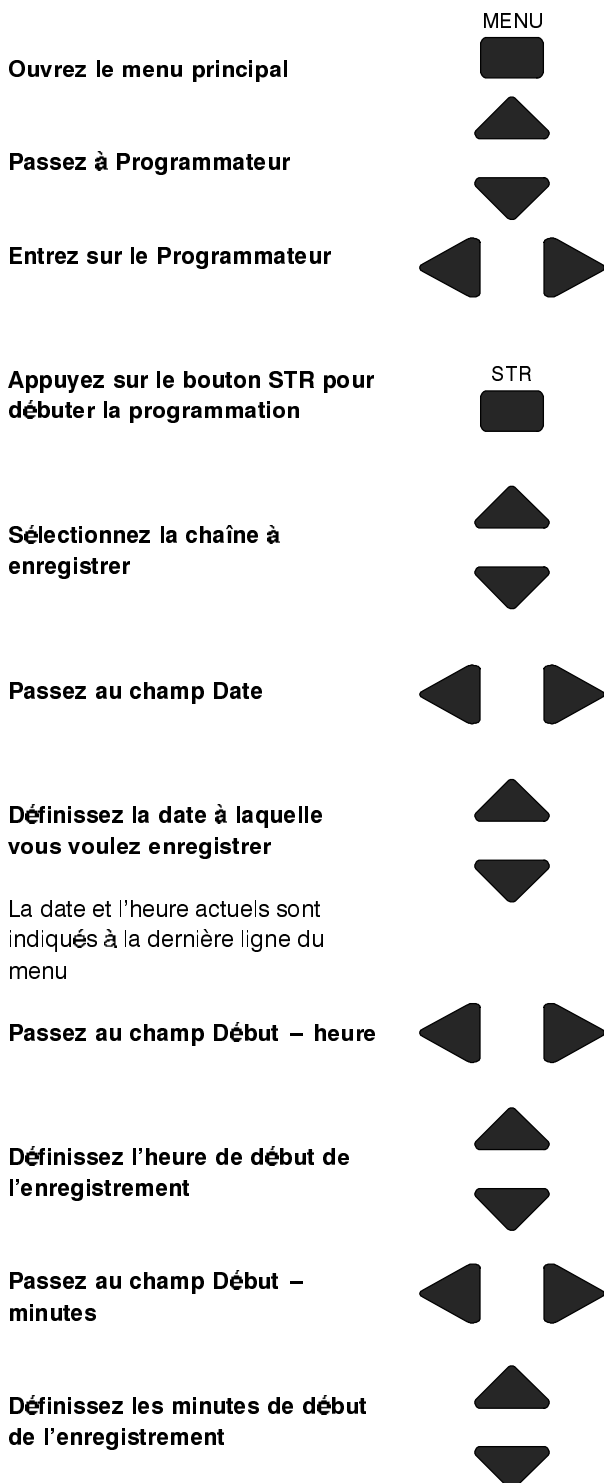 MENU
Ouvrez le menu principal
Passez à Programmateur
Entrez sur le Programmateur
Appuyez sur le bouton STR pour
débuter la programmation
STR
Sélectionnez la chaîne à
enregistrer
Passez au champ Date
Définissez la date à laquelle
vous voulez enregistrer
La date et l'heure actuels sont
indiqués à la dernière ligne du
menu
Passez au champ Début – heure
Définissez l'heure de début de
l'enregistrement
Passez au champ Début –
minutes
Définissez les minutes de début
de l'enregistrement